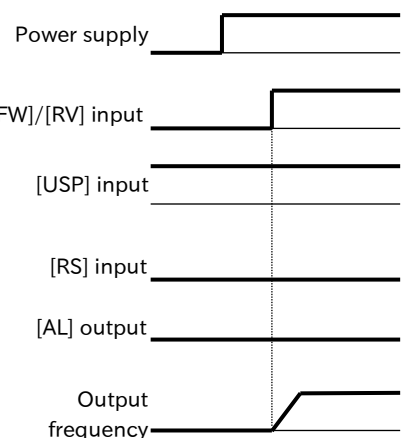 Power supply
FW]/[RV] input
[USP] input
[RS] input
[AL] output
Output
frequency